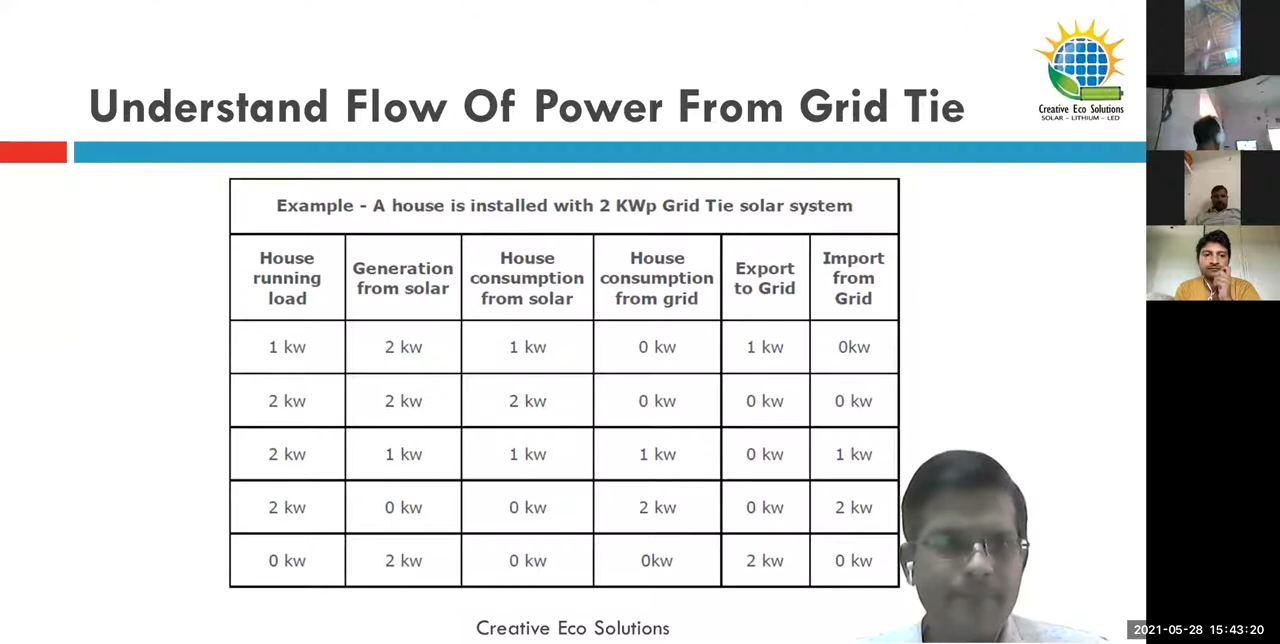 Understand Flow Of Power From Grid Tie
Creative Eco Solutions
SOLAR - LITHIUM - LED
Example - A house is installed with 2 KWp Grid Tie solar system
House running load | Generation from solar | House consumption from solar | House consumption from grid | Export to Grid | Import from Grid
1 kw | 2 kw | 1 kw | 0 kw | 1 kw | 0kw
2 kw | 2 kw | 2 kw | 0 kw | 0 kw | 0 kw
2 kw | 1 kw | 1 kw | 1 kw | 0 kw | 1 kw
2 kw | 0 kw | 0 kw | 2 kw | 0 kw | 2 kw
0 kw | 2 kw | 0 kw | 0kw | 2 kw | 0 kw
Creative Eco Solutions
2021-05-28 15:43:20